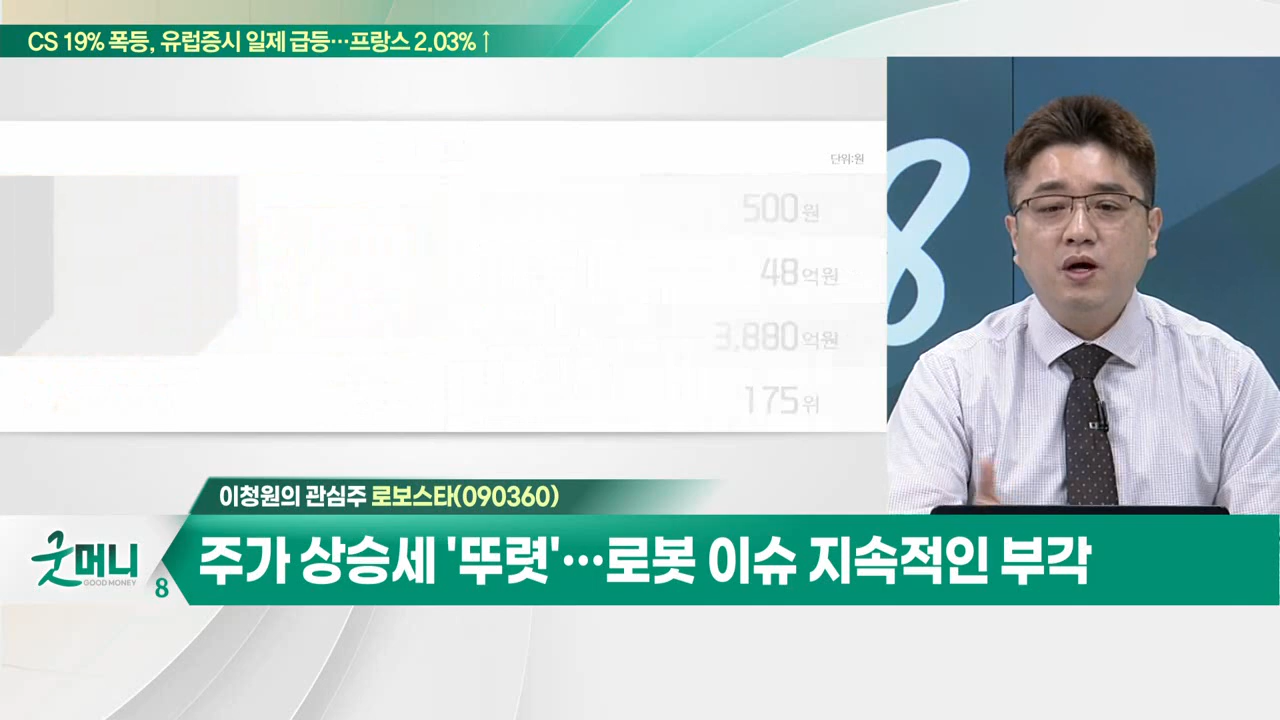 CS 19% 폭등, 유럽증시 일제 급등…프랑스 2.03%↑
단위:원
500원
48억원
3,880억원
175위
8
이청원의 관심주 로보스타(090360)
굿머니
GOOD MONEY
8
주가 상승세 '뚜렷'…로봇 이슈 지속적인 부각